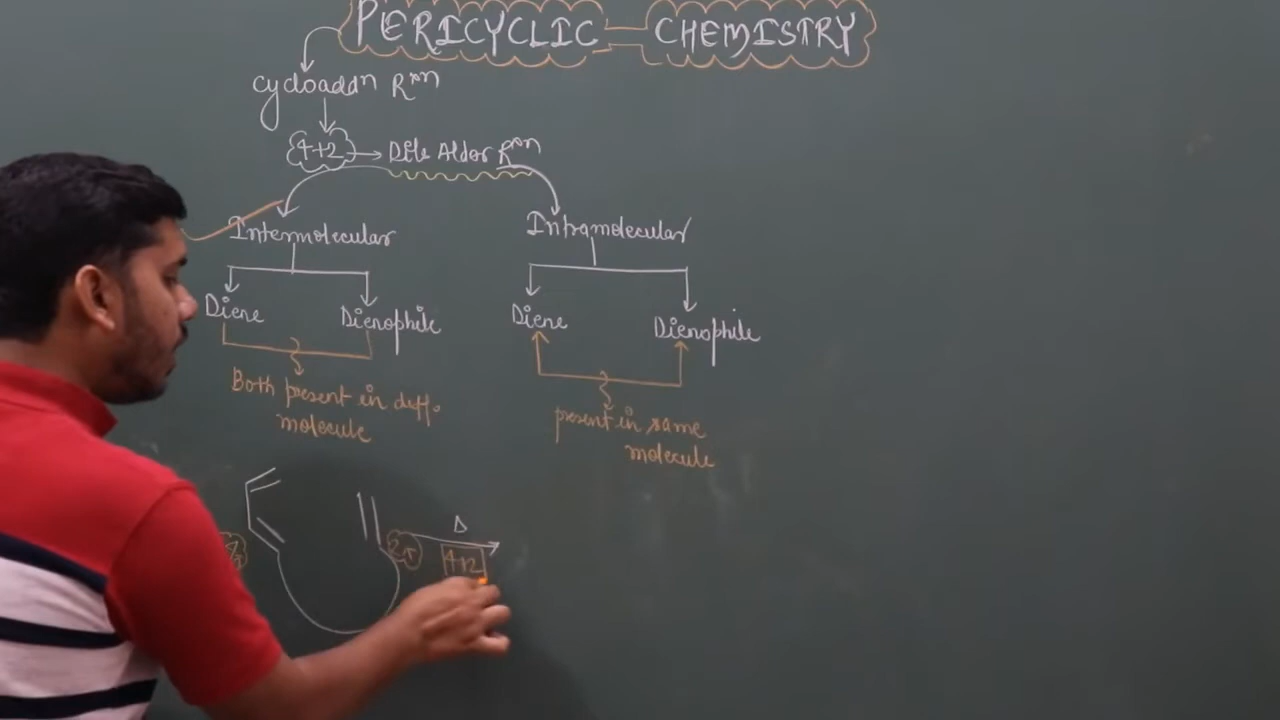 PERICYCLIC CHEMISTRY
Cycloaddn Rxn
4+2 → Dils Alder Rxn
Intermolecular
Intramolecular
Diene
Dienophile
Diene
Dienophile
Both present in diff.
molecule
present in same
molecule
2π
Δ
4+2